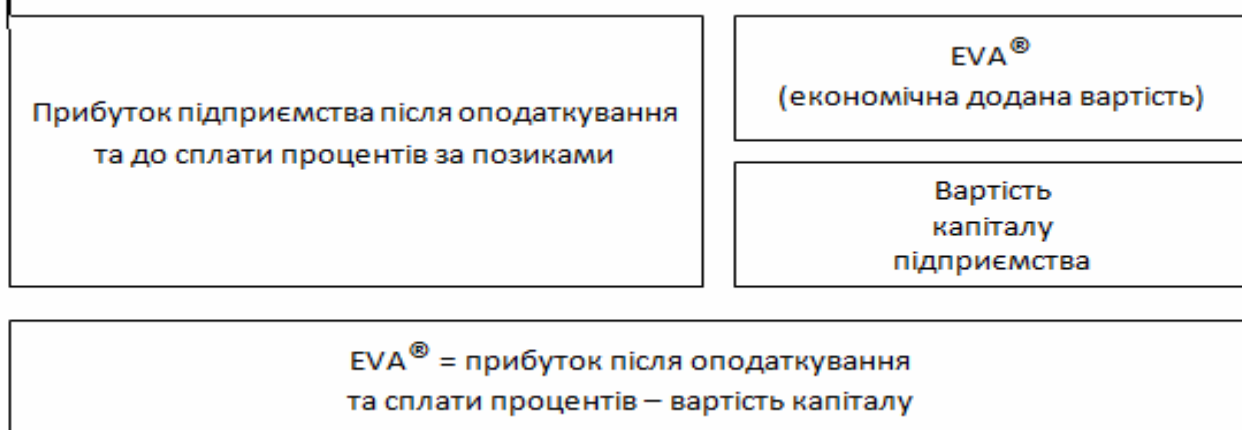 Прибуток підприємства після оподаткування
та до сплати процентів за позиками
EVA®
(економічна додана вартість)
Вартість
капіталу
підприємства
EVA® = прибуток після оподаткування
та сплати процентів – вартість капіталу